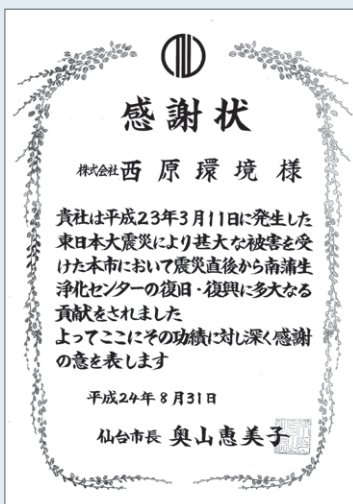 感謝状
株式会社 西原環境様
貴社は平成23年3月11日に発生した
東日本大震災により甚大な被害を受
けた本市において震災直後から南蒲生
浄化センターの復旧・復興に多大なる
貢献をされました
よってここにその功績に対し深く感謝
の意を表します
平成24年8月31日
仙台市長 奥山恵美子